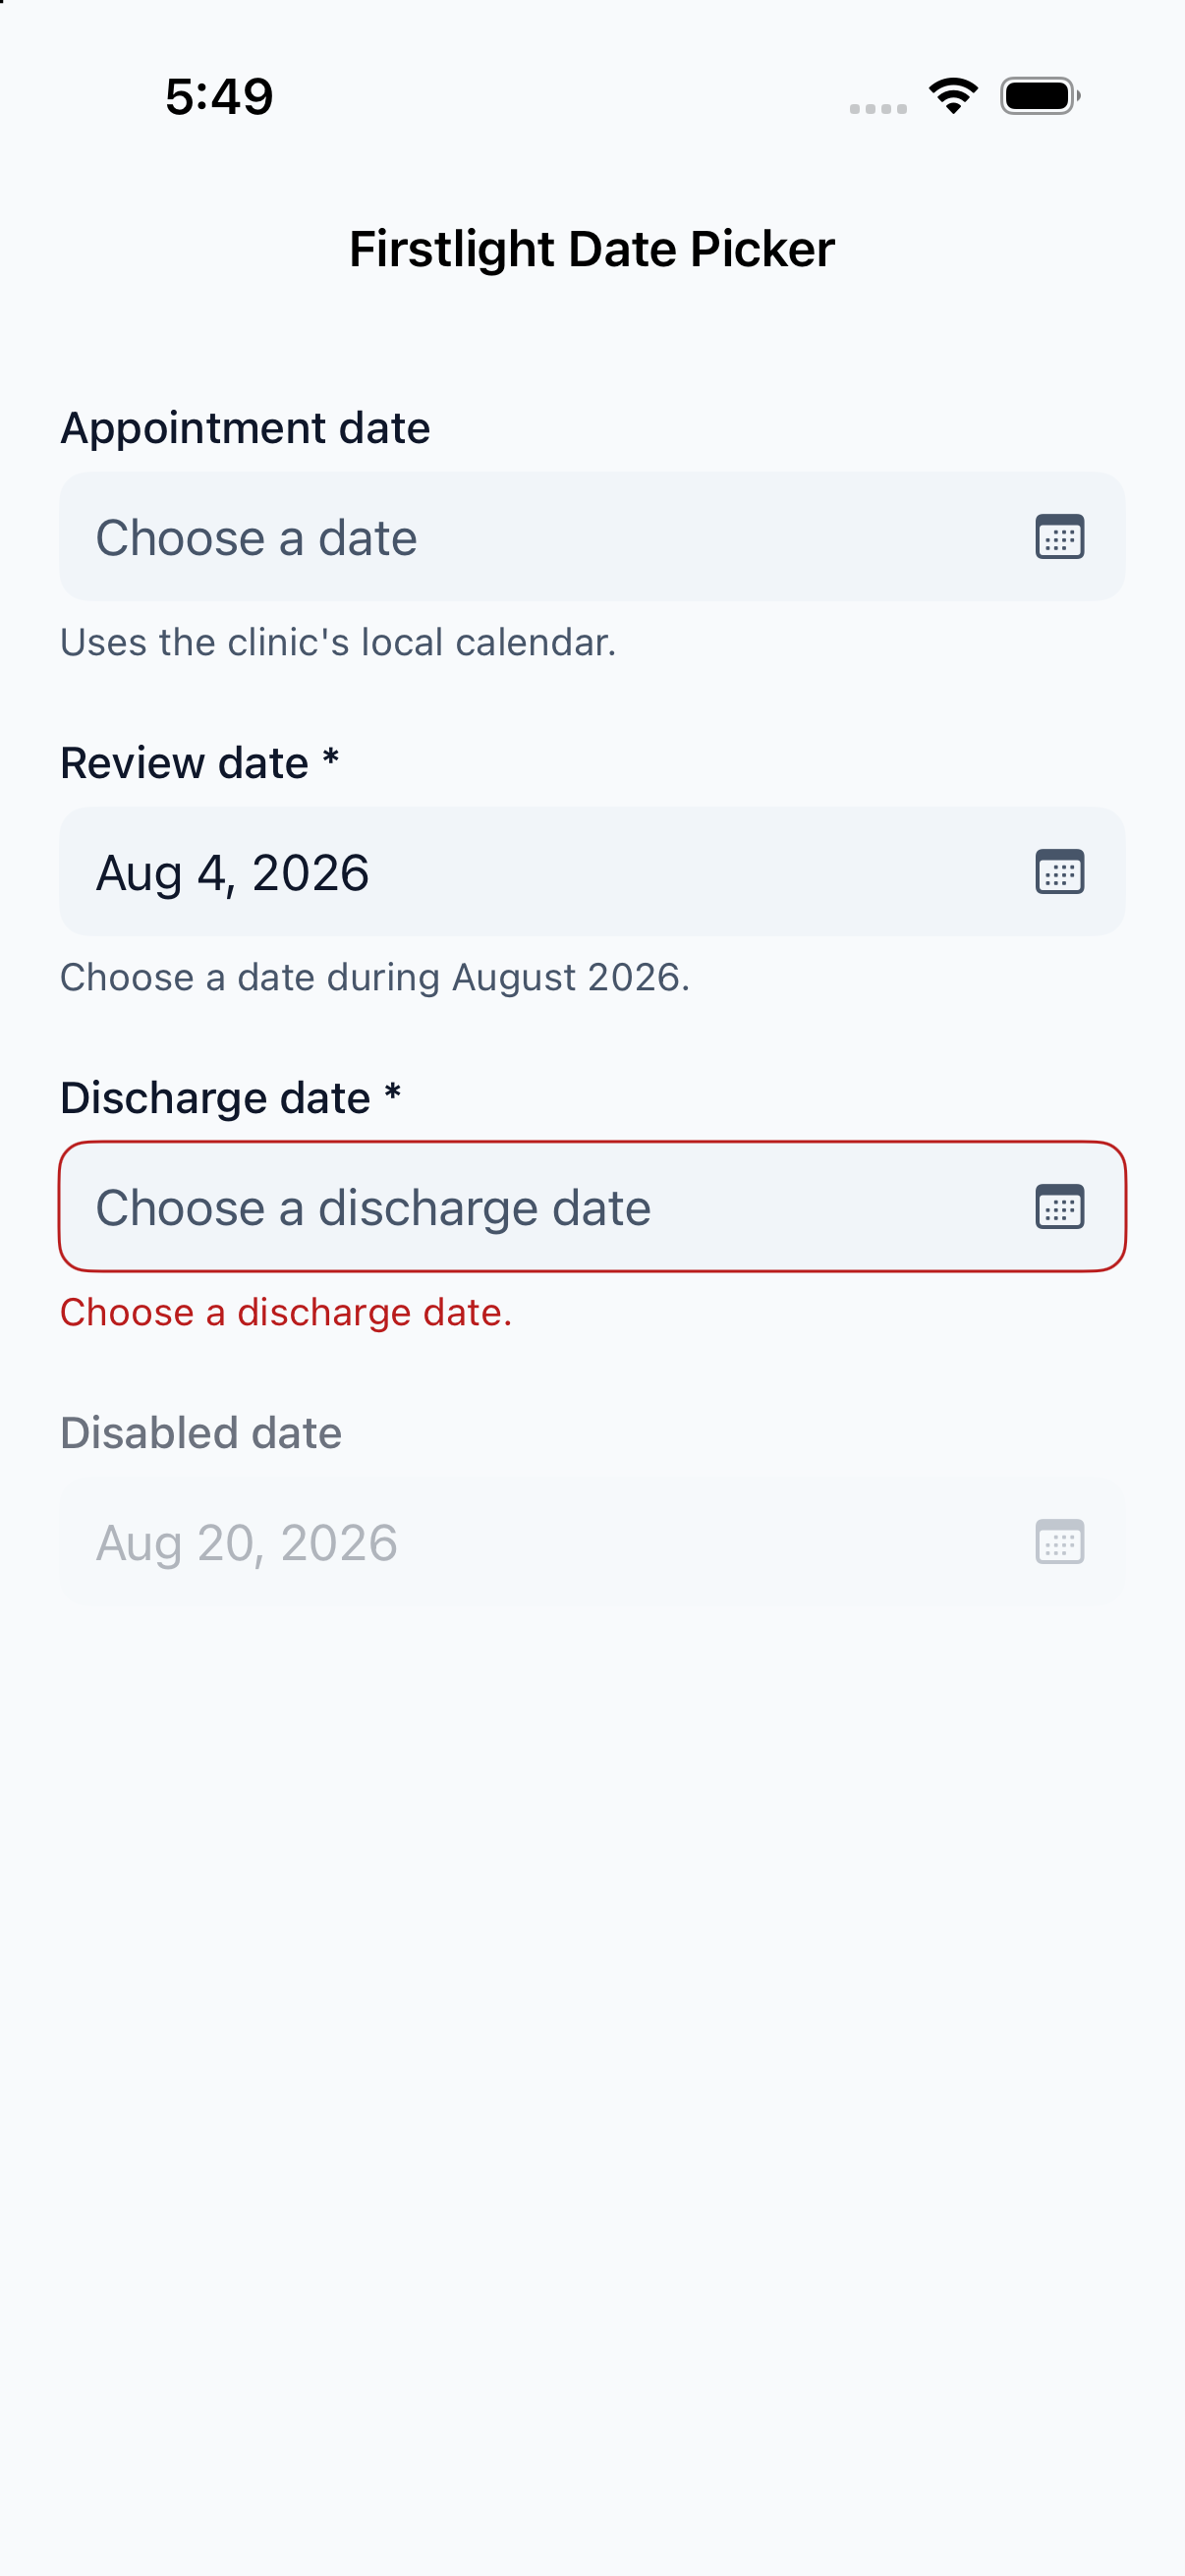 5:49
Firstlight Date Picker
Appointment date
Choose a date
Uses the clinic's local calendar.
Review date *
Aug 4, 2026
Choose a date during August 2026.
Discharge date *
Choose a discharge date
Choose a discharge date.
Disabled date
Aug 20, 2026